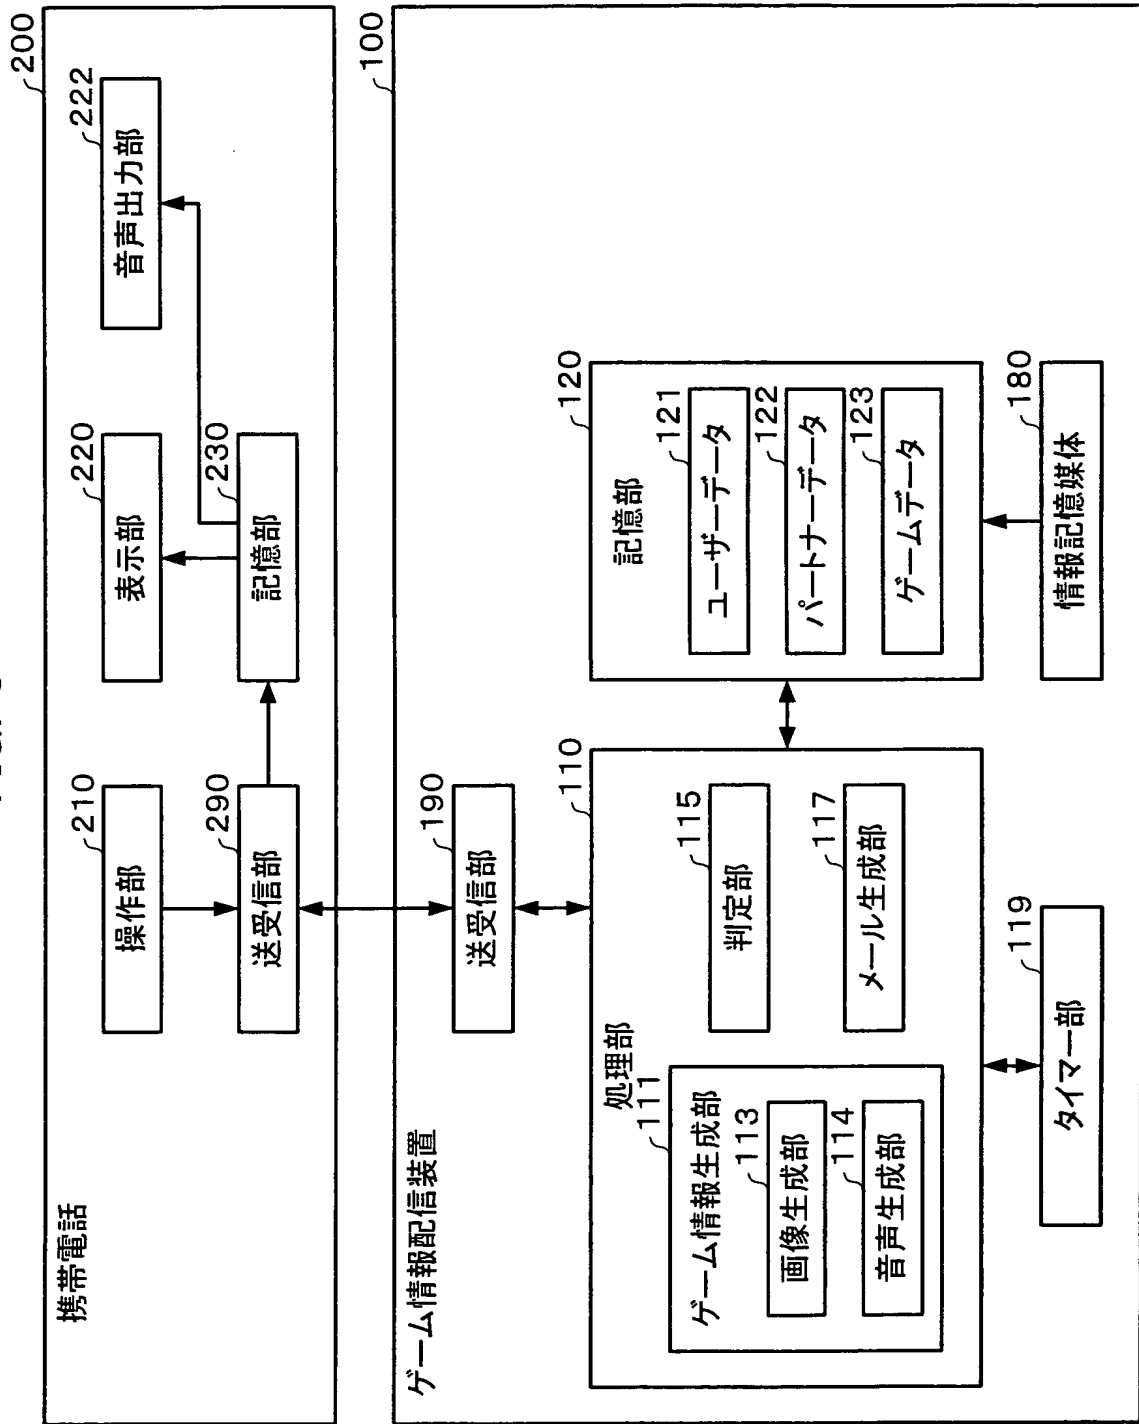 携帯電話
200
操作部
210
送受信部
290
表示部
220
記憶部
230
音声出力部
222
ゲーム情報配信装置
100
送受信部
190
処理部
110
ゲーム情報生成部
111
画像生成部
113
音声生成部
114
判定部
115
メール生成部
117
タイマー部
119
記憶部
120
ユーザーデータ
121
パートナーデータ
122
ゲームデータ
123
情報記憶媒体
180